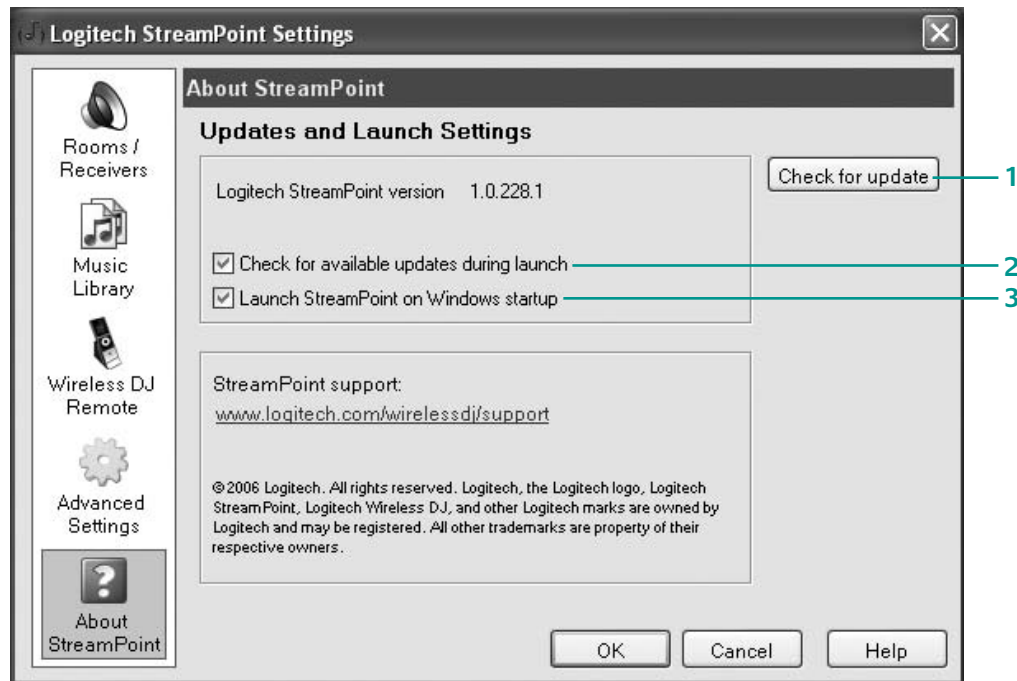 Logitech StreamPoint Settings
Rooms /
Receivers
Music
Library
Wireless DJ
Remote
Advanced
Settings
About
StreamPoint
About StreamPoint
Updates and Launch Settings
Logitech StreamPoint version 1.0.228.1
Check for update
1
Check for available updates during launch
2
Launch StreamPoint on Windows startup
3
StreamPoint support:
www.logitech.com/wirelessdj/support
©2006 Logitech. All rights reserved. Logitech, the Logitech logo, Logitech
StreamPoint, Logitech Wireless DJ, and other Logitech marks are owned by
Logitech and may be registered. All other trademarks are property of their
respective owners.
OK
Cancel
Help